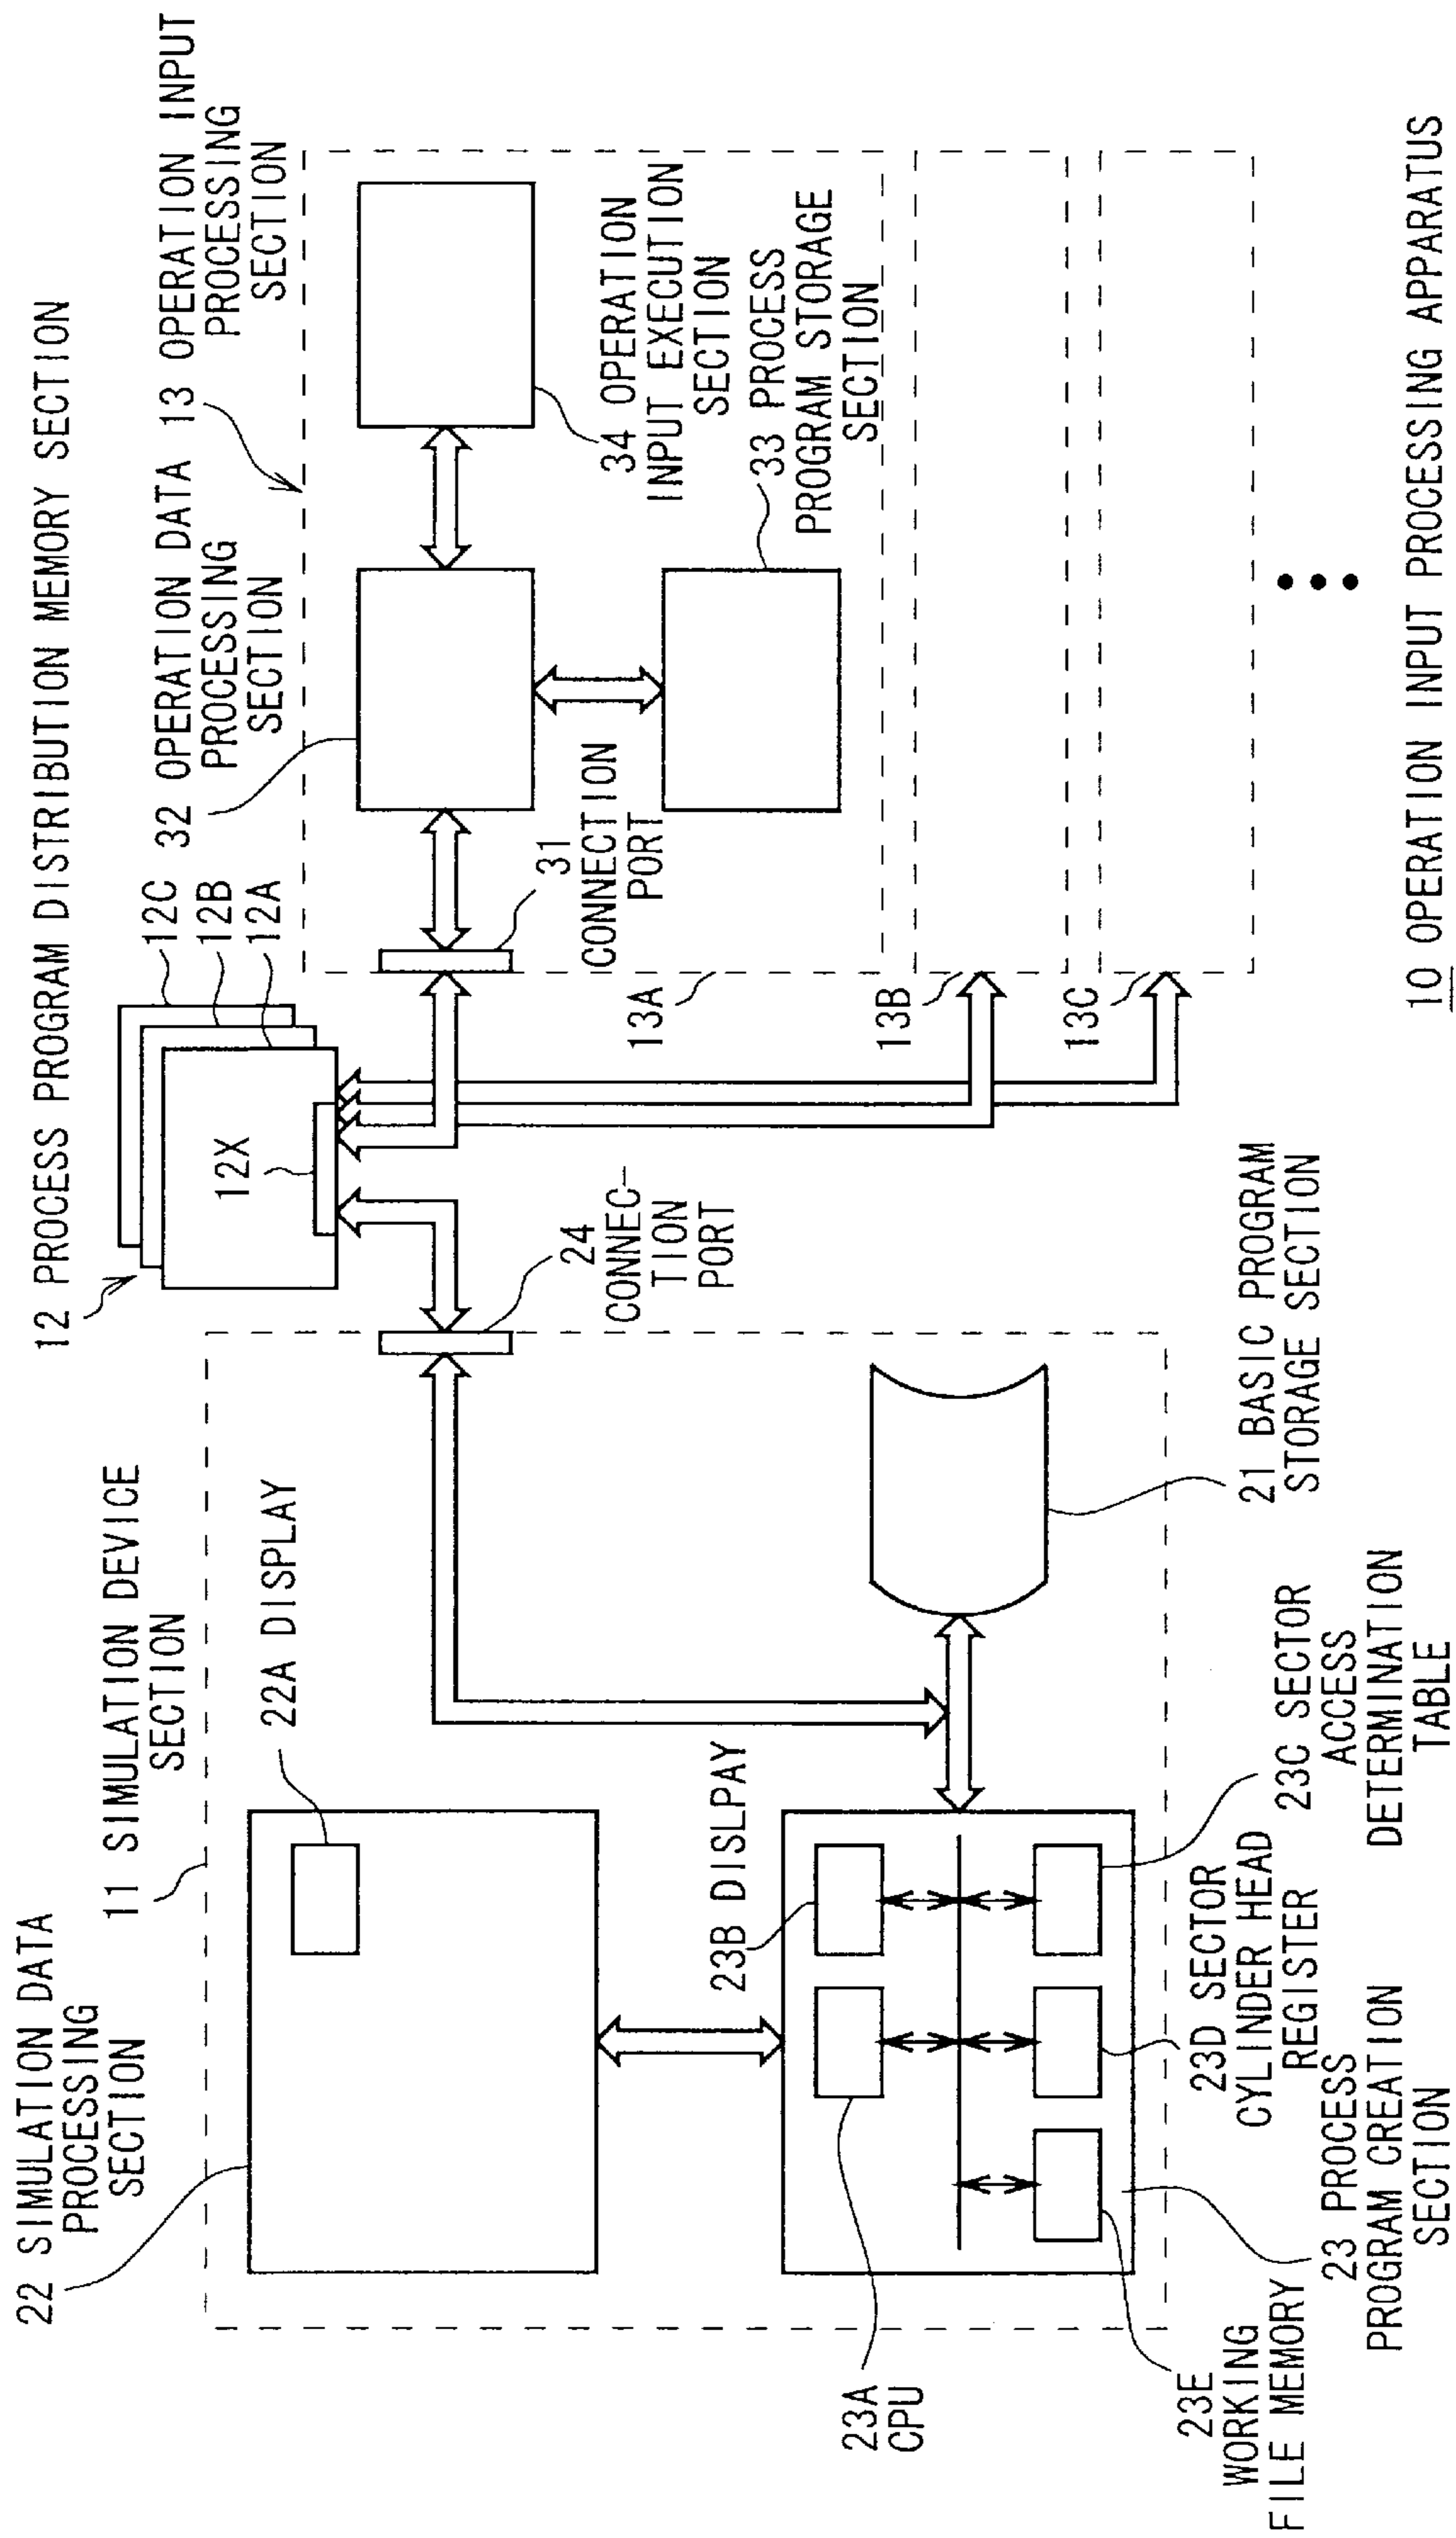 12 PROCESS PROGRAM DISTRIBUTION MEMORY SECTION
22 SIMULATION DATA
PROCESSING
SECTION
11 SIMULATION DEVICE
SECTION
22A DISPLAY
12
12C
12B
12A
12X
32 OPERATION DATA
PROCESSING
SECTION
13 OPERATION INPUT
PROCESSING
SECTION
24
CONNEC-
TION
PORT
31
CONNECTION
PORT
34 OPERATION
INPUT EXECUTION
SECTION
33 PROCESS
PROGRAM STORAGE
SECTION
13A
13B
13C
23B DISLPAY
23A
CPU
21 BASIC PROGRAM
STORAGE SECTION
23C SECTOR
ACCESS
DETERMINATION
TABLE
23D SECTOR
CYLINDER HEAD
REGISTER
23E
WORKING
FILE MEMORY
23 PROCESS
PROGRAM CREATION
SECTION
10 OPERATION INPUT PROCESSING APPARATUS